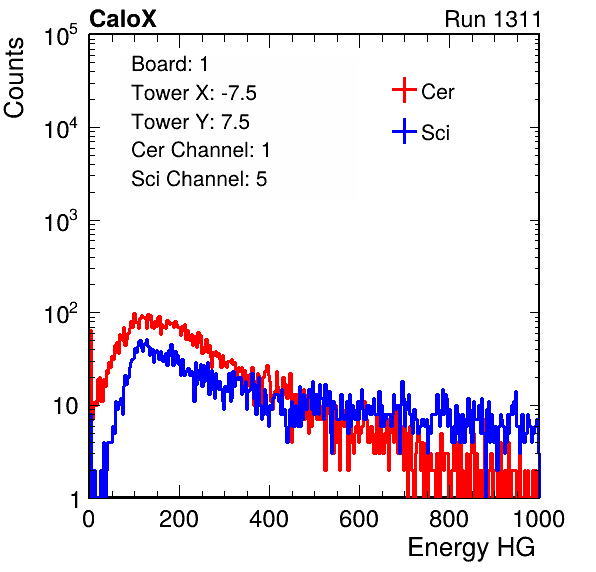 CaloX Run 1311
Counts
10^5
10^4
10^3
10^2
10
1
Board: 1
Tower X: -7.5
Tower Y: 7.5
Cer Channel: 1
Sci Channel: 5
Cer
Sci
0 200 400 600 800 1000
Energy HG